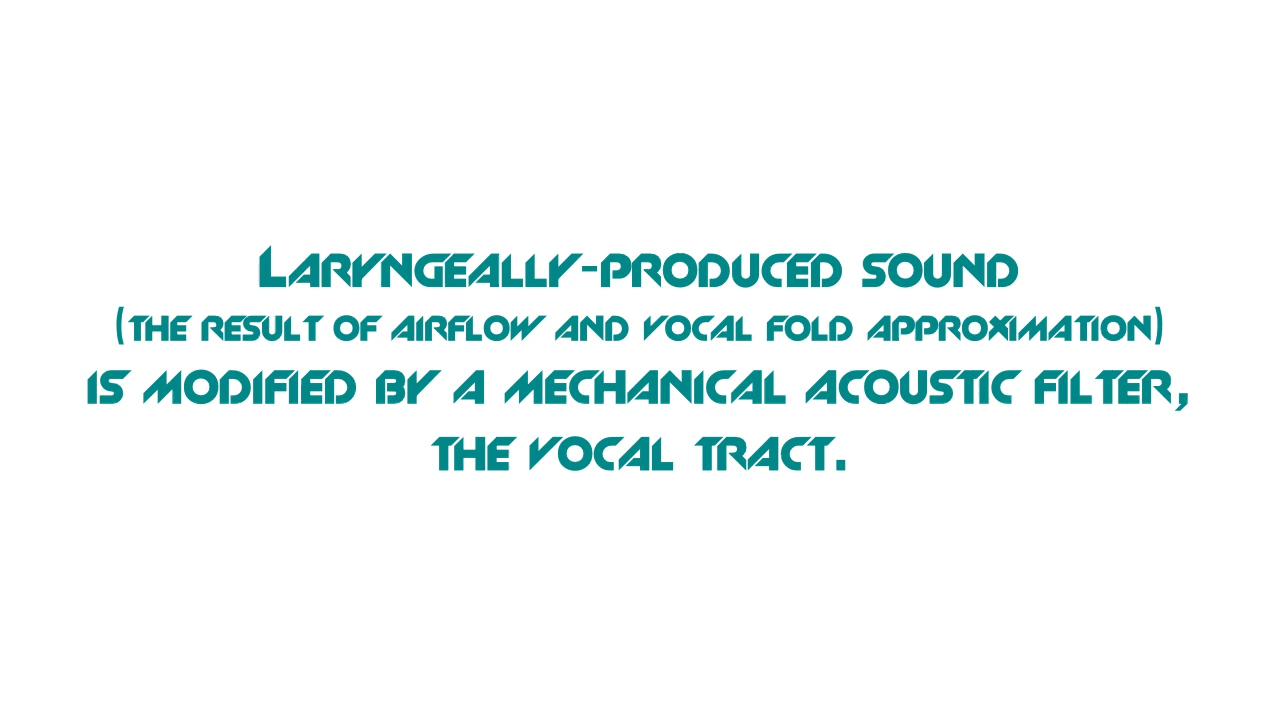 Laryngeally-produced sound
(the result of airflow and vocal fold approximation)
is modified by a mechanical acoustic filter,
the vocal tract.